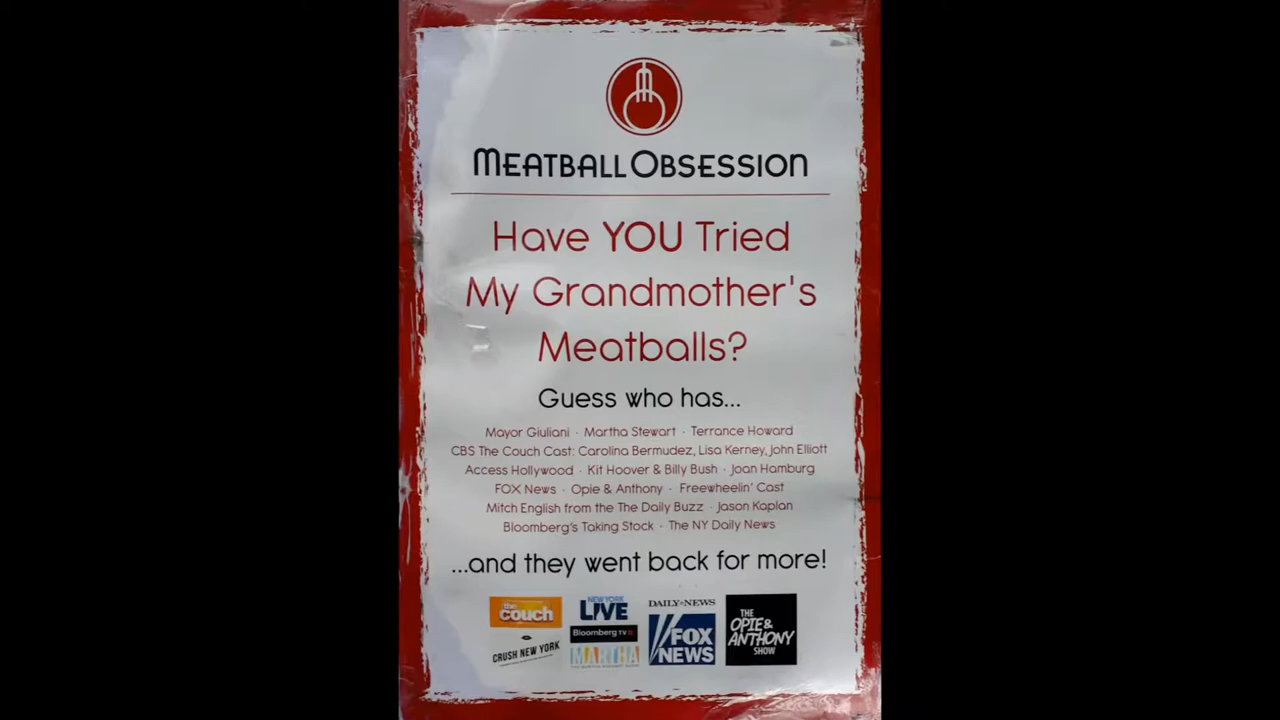 MEATBALL OBSESSION
Have YOU Tried
My Grandmother's
Meatballs?
Guess who has...
Mayor Giuliani · Martha Stewart · Terrance Howard
CBS The Couch Cast: Carolina Bermudez, Lisa Kerney, John Elliott
Access Hollywood · Kit Hoover & Billy Bush · Joan Hamburg
FOX News · Opie & Anthony · Freewheelin' Cast
Mitch English from the The Daily Buzz · Jason Kaplan
Bloomberg's Taking Stock · The NY Daily News
...and they went back for more!
the couch
CRUSH NEW YORK
NEW YORK
LIVE
Bloomberg TV
MARTHA
DAILY NEWS
FOX
NEWS
THE
OPIE &
ANTHONY
SHOW